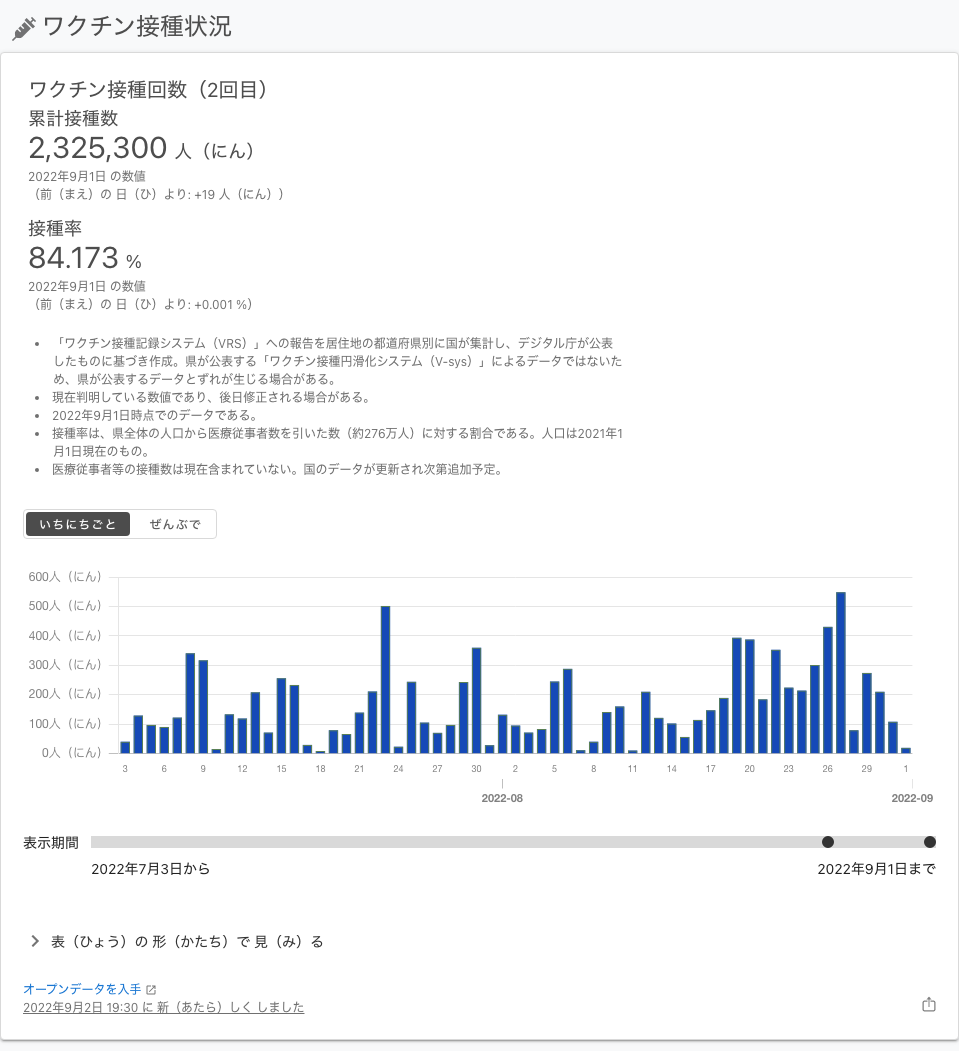 ワクチン接種状況
ワクチン接種回数（2回目）
累計接種数
2,325,300 人（にん）
2022年9月1日 の数値
（前（まえ）の 日（ひ）より: +19 人（にん））
接種率
84.173 %
2022年9月1日 の数値
（前（まえ）の 日（ひ）より: +0.001 %）
• 「ワクチン接種記録システム（VRS）」への報告を居住地の都道府県別に国が集計し、デジタル庁が公表
したものに基づき作成。県が公表する「ワクチン接種円滑化システム（V-sys）」によるデータではないた
め、県が公表するデータとずれが生じる場合がある。
• 現在判明している数値であり、後日修正される場合がある。
• 2022年9月1日時点でのデータである。
• 接種率は、県全体の人口から医療従事者数を引いた数（約276万人）に対する割合である。人口は2021年1
月1日現在のもの。
• 医療従事者等の接種数は現在含まれていない。国のデータが更新され次第追加予定。
いちにちごと ぜんぶで
600人（にん）
500人（にん）
400人（にん）
300人（にん）
200人（にん）
100人（にん）
0人（にん）
3 6 9 12 15 18 21 24 27 30 2 5 8 11 14 17 20 23 26 29 1
2022-08 2022-09
表示期間
2022年7月3日から 2022年9月1日まで
表（ひょう）の 形（かたち）で 見（み）る
オープンデータを入手
2022年9月2日 19:30 に 新（あたら）しく しました